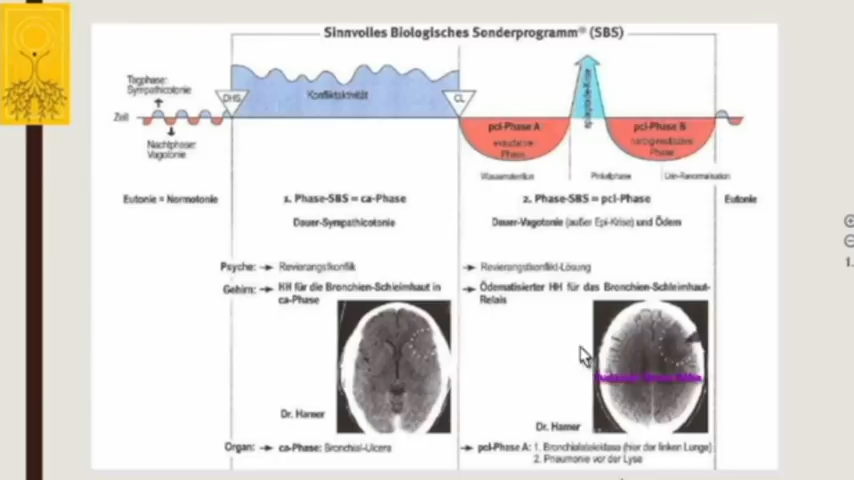 Sinnvolles Biologisches Sonderprogramm® (SBS)
Tagphase:
Sympathicotonie
DHS
Konfliktaktivität
CL
Zeit
Nachtphase:
Vagotonie
pcl-Phase A
exsudative
Phase
epileptoide Krise
pcl-Phase B
narbig-restitutive
Phase
Pinkelphase
Eutonie = Normotonie
1. Phase-SBS = ca-Phase
2. Phase-SBS = pcl-Phase
Eutonie
Dauer-Sympathicotonie
Dauer-Vagotonie (außer Epi-Krise) und Ödem
Psyche: → Revierangstkonflik
→ Revierangstkonflikt-Lösung
Gehirn: → HH für die Bronchien-Schleimhaut in
ca-Phase
→ Ödematisierter HH für das Bronchien-Schleimhaut-
Relais
Dr. Hamer
Dr. Hamer
Organ: → ca-Phase: Bronchial-Ulcera
→ pcl-Phase A: 1. Bronchialatelektase (hier der linken Lunge)
2. Pneumonie vor der Lyse
1.